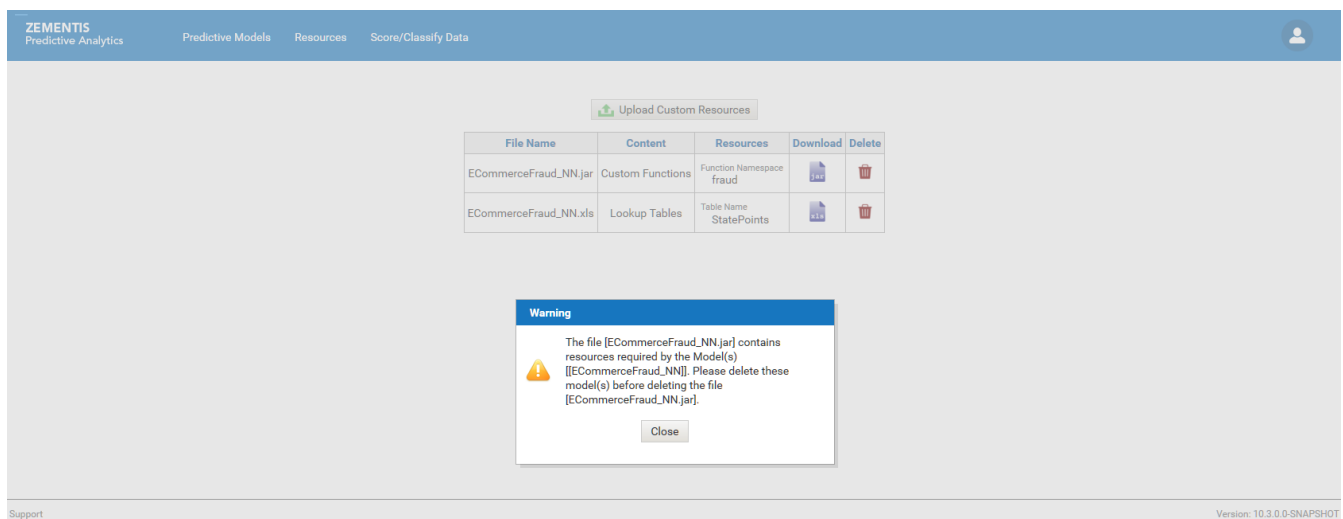 ZEMENTIS
Predictive Analytics
Predictive Models Resources Score/Classify Data
Upload Custom Resources
File Name Content Resources Download Delete
ECommerceFraud_NN.jar Custom Functions Function Namespace fraud jar
ECommerceFraud_NN.xls Lookup Tables Table Name StatePoints xls
Warning
The file [ECommerceFraud_NN.jar] contains
resources required by the Model(s)
[[ECommerceFraud_NN]]. Please delete these
model(s) before deleting the file
[ECommerceFraud_NN.jar].
Close
Support Version: 10.3.0.0-SNAPSHOT